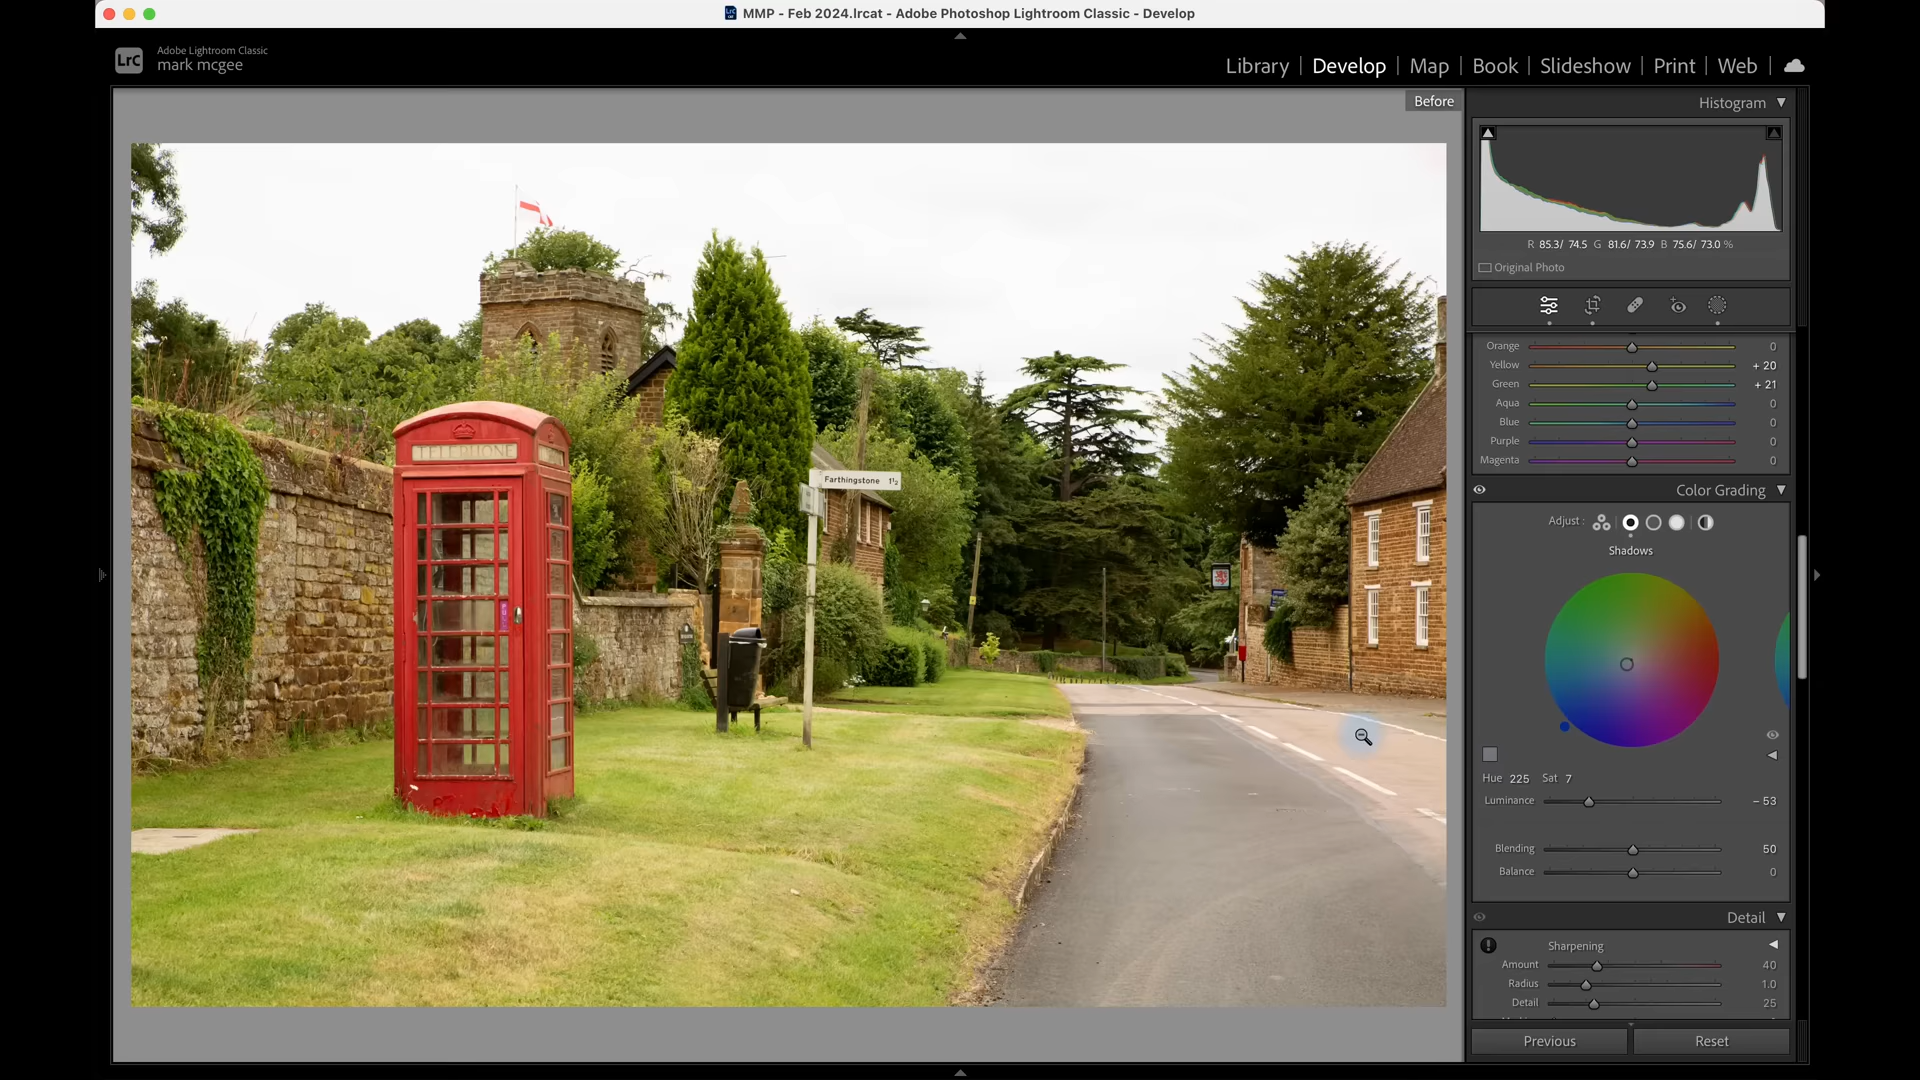 MMP - Feb 2024.lrcat - Adobe Photoshop Lightroom Classic - Develop
LrC
Adobe Lightroom Classic
mark mcgee
Library | Develop | Map | Book | Slideshow | Print | Web |
Before
Histogram
R 85.3/ 74.5 G 81.6/ 73.9 B 75.6/ 73.0 %
Original Photo
Orange 0
Yellow + 20
Green + 21
Aqua 0
Blue 0
Purple 0
Magenta 0
Color Grading
Adjust :
Shadows
Hue 225 Sat 7
Luminance – 53
Blending 50
Balance 0
Detail
Sharpening
Amount 40
Radius 1.0
Detail 25
Previous
Reset
TELEPHONE
Farthingstone 1½